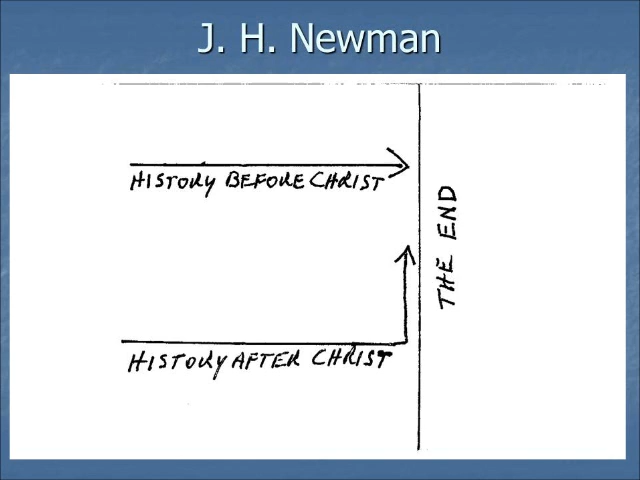 J. H. Newman
HISTORY BEFORE CHRIST
THE END
HISTORY AFTER CHRIST